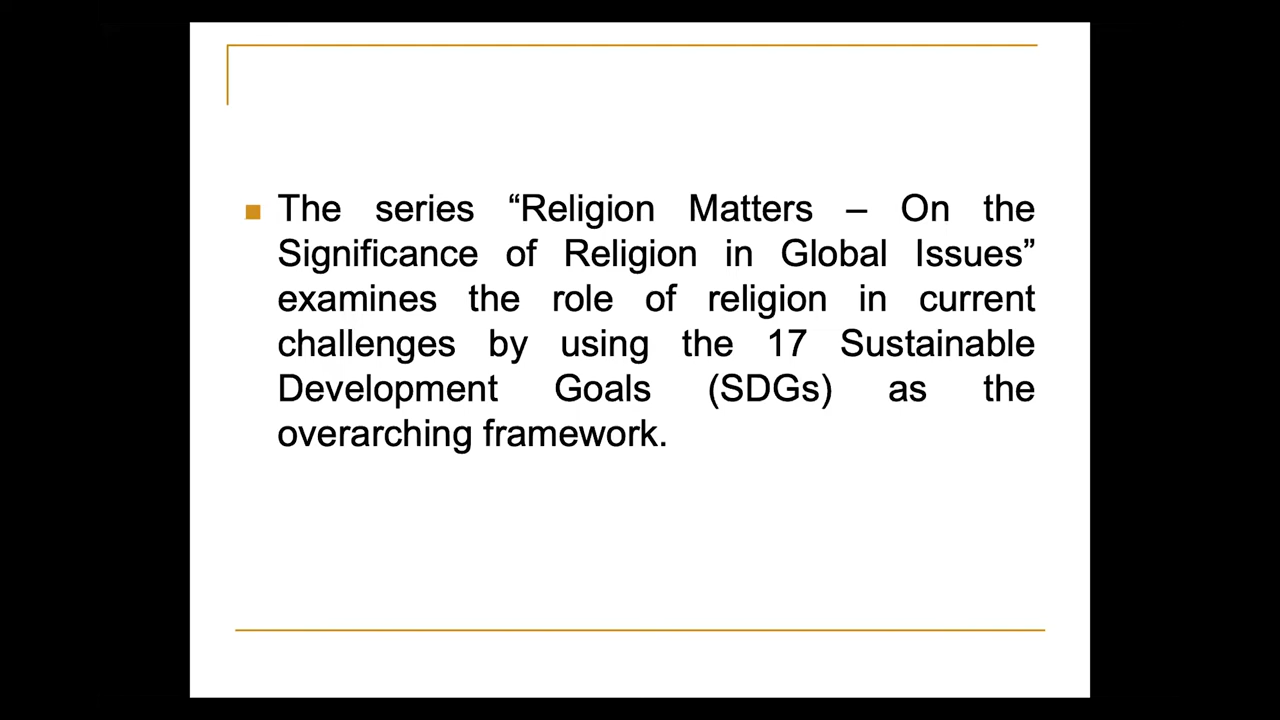 The series “Religion Matters – On the
Significance of Religion in Global Issues”
examines the role of religion in current
challenges by using the 17 Sustainable
Development Goals (SDGs) as the
overarching framework.